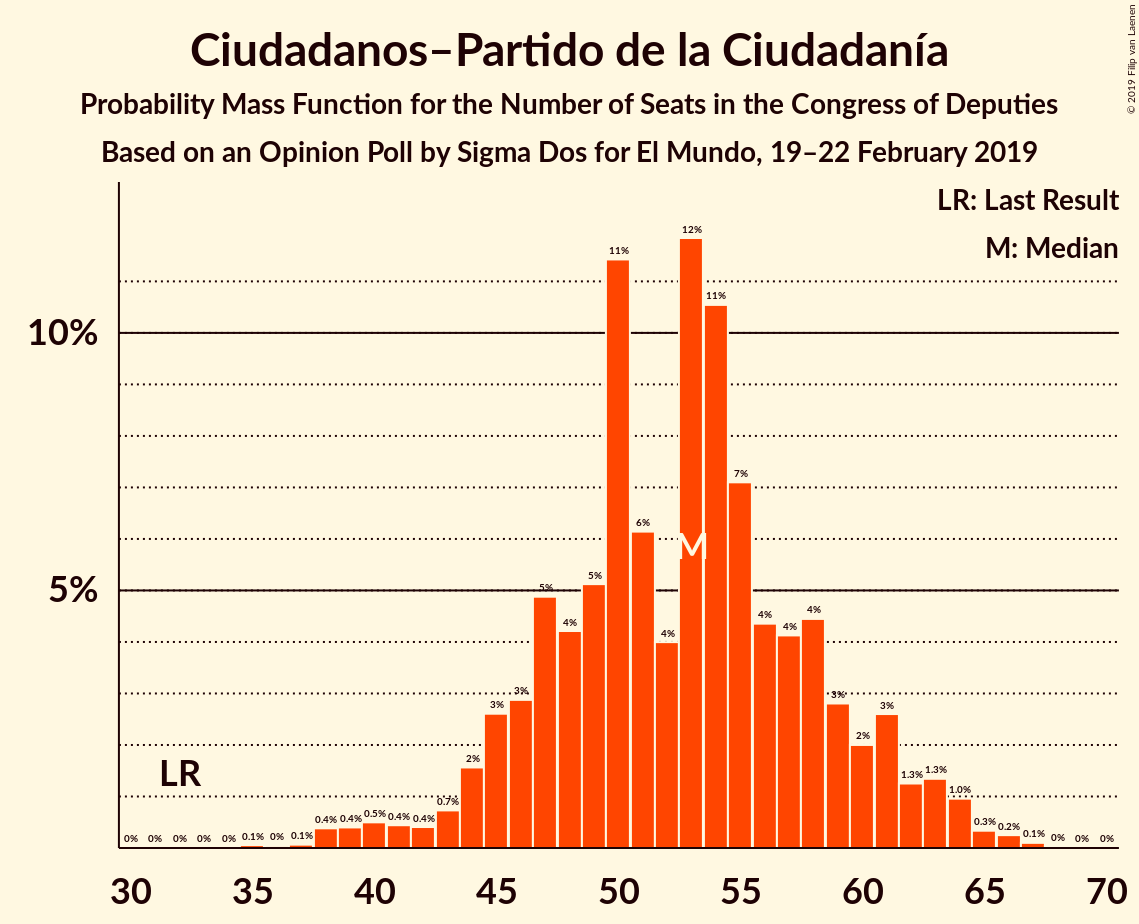 Ciudadanos–Partido de la Ciudadanía
Probability Mass Function for the Number of Seats in the Congress of Deputies
Based on an Opinion Poll by Sigma Dos for El Mundo, 19–22 February 2019
© 2019 Filip van Laenen
LR: Last Result
M: Median
10%
5%
0% 0% 0% 0% 0% 0.1% 0% 0.1% 0.4% 0.4% 0.5% 0.4% 0.4% 0.7% 2% 3% 3% 5% 4% 5% 11% 6% 4% 12% 11% 7% 4% 4% 4% 3% 2% 3% 1.3% 1.3% 1.0% 0.3% 0.2% 0.1% 0% 0% 0%
M
LR
30 35 40 45 50 55 60 65 70